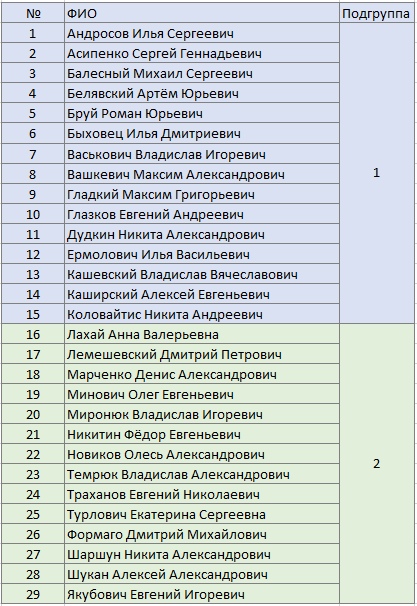 № ФИО Подгруппа
1 Андросов Илья Сергеевич
2 Асипенко Сергей Геннадьевич
3 Балесный Михаил Сергеевич
4 Белявский Артём Юрьевич
5 Бруй Роман Юрьевич
6 Быховец Илья Дмитриевич
7 Васькович Владислав Игоревич
8 Вашкевич Максим Александрович 1
9 Гладкий Максим Григорьевич
10 Глазков Евгений Андреевич
11 Дудкин Никита Александрович
12 Ермолович Илья Васильевич
13 Кашевский Владислав Вячеславович
14 Каширский Алексей Евгеньевич
15 Коловайтис Никита Андреевич
16 Лахай Анна Валерьевна
17 Лемешевский Дмитрий Петрович
18 Марченко Денис Александрович
19 Минович Олег Евгеньевич
20 Миронюк Владислав Игоревич
21 Никитин Фёдор Евгеньевич
22 Новиков Олесь Александрович
23 Темрюк Владислав Александрович 2
24 Траханов Евгений Николаевич
25 Турлович Екатерина Сергеевна
26 Формаго Дмитрий Михайлович
27 Шаршун Никита Александрович
28 Шукан Алексей Александрович
29 Якубович Евгений Игоревич